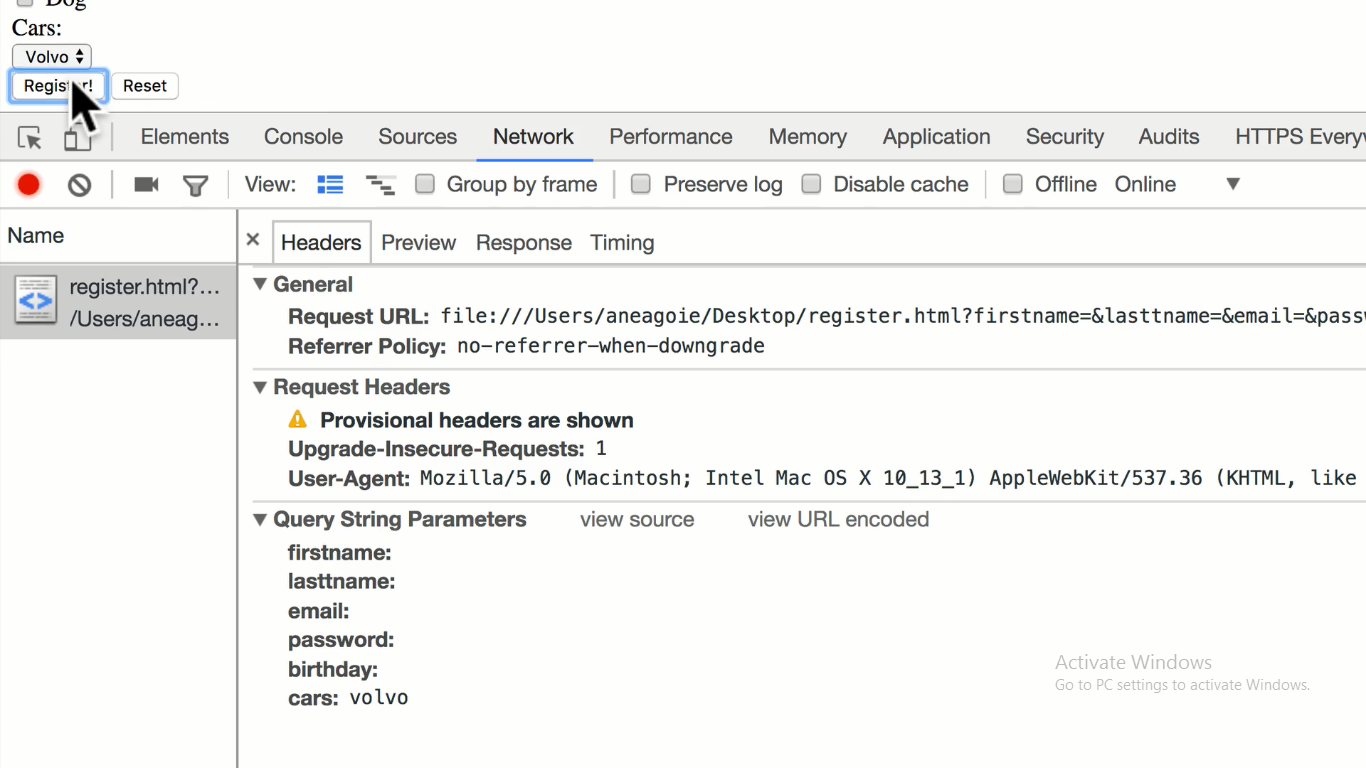 Dog
Cars:
Volvo
Register! Reset
Elements Console Sources Network Performance Memory Application Security Audits HTTPS
View: Group by frame Preserve log Disable cache Offline Online
Name
Headers Preview Response Timing
register.html?...
/Users/aneag...
General
Request URL: file:///Users/aneagoie/Desktop/register.html?firstname=&lasttname=&email=&pass
Referrer Policy: no-referrer-when-downgrade
Request Headers
Provisional headers are shown
Upgrade-Insecure-Requests: 1
User-Agent: Mozilla/5.0 (Macintosh; Intel Mac OS X 10_13_1) AppleWebKit/537.36 (KHTML, like
Query String Parameters view source view URL encoded
firstname:
lasttname:
email:
password:
birthday:
cars: volvo
Activate Windows
Go to PC settings to activate Windows.